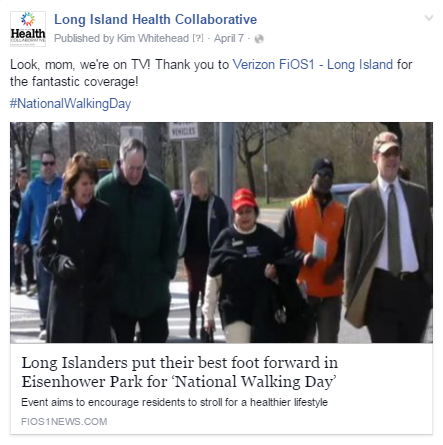 Long Island Health Collaborative
Published by Kim Whitehead [?] · April 7 ·
Look, mom, we're on TV! Thank you to Verizon FiOS1 - Long Island for
the fantastic coverage!
#NationalWalkingDay
Health
COLLABORATIVE
VEHICLES
Long Islanders put their best foot forward in
Eisenhower Park for ‘National Walking Day’
Event aims to encourage residents to stroll for a healthier lifestyle
FIOS1NEWS.COM